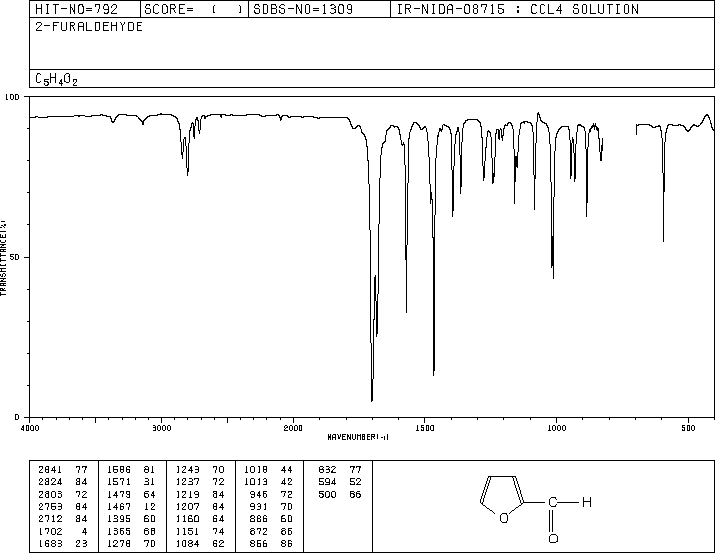 HIT-NO=792 SCORE= ( ) SDBS-NO=1309 IR-NIDA-08715 : CCL4 SOLUTION
2-FURALDEHYDE
C5H4O2
100
50
0
TRANSMITTANCE(%)
4000 3000 2000 1500 1000 500
WAVENUMBER(-1)
2841 77 1586 81 1243 70 1018 44 832 77
2824 84 1571 31 1237 72 1013 42 594 52
2803 72 1479 64 1219 84 946 72 500 86
2759 84 1467 12 1207 84 931 70
2712 84 1395 60 1160 64 886 60
1702 4 1365 68 1151 74 872 86
1683 23 1278 70 1084 62 866 86
O
C
H
O